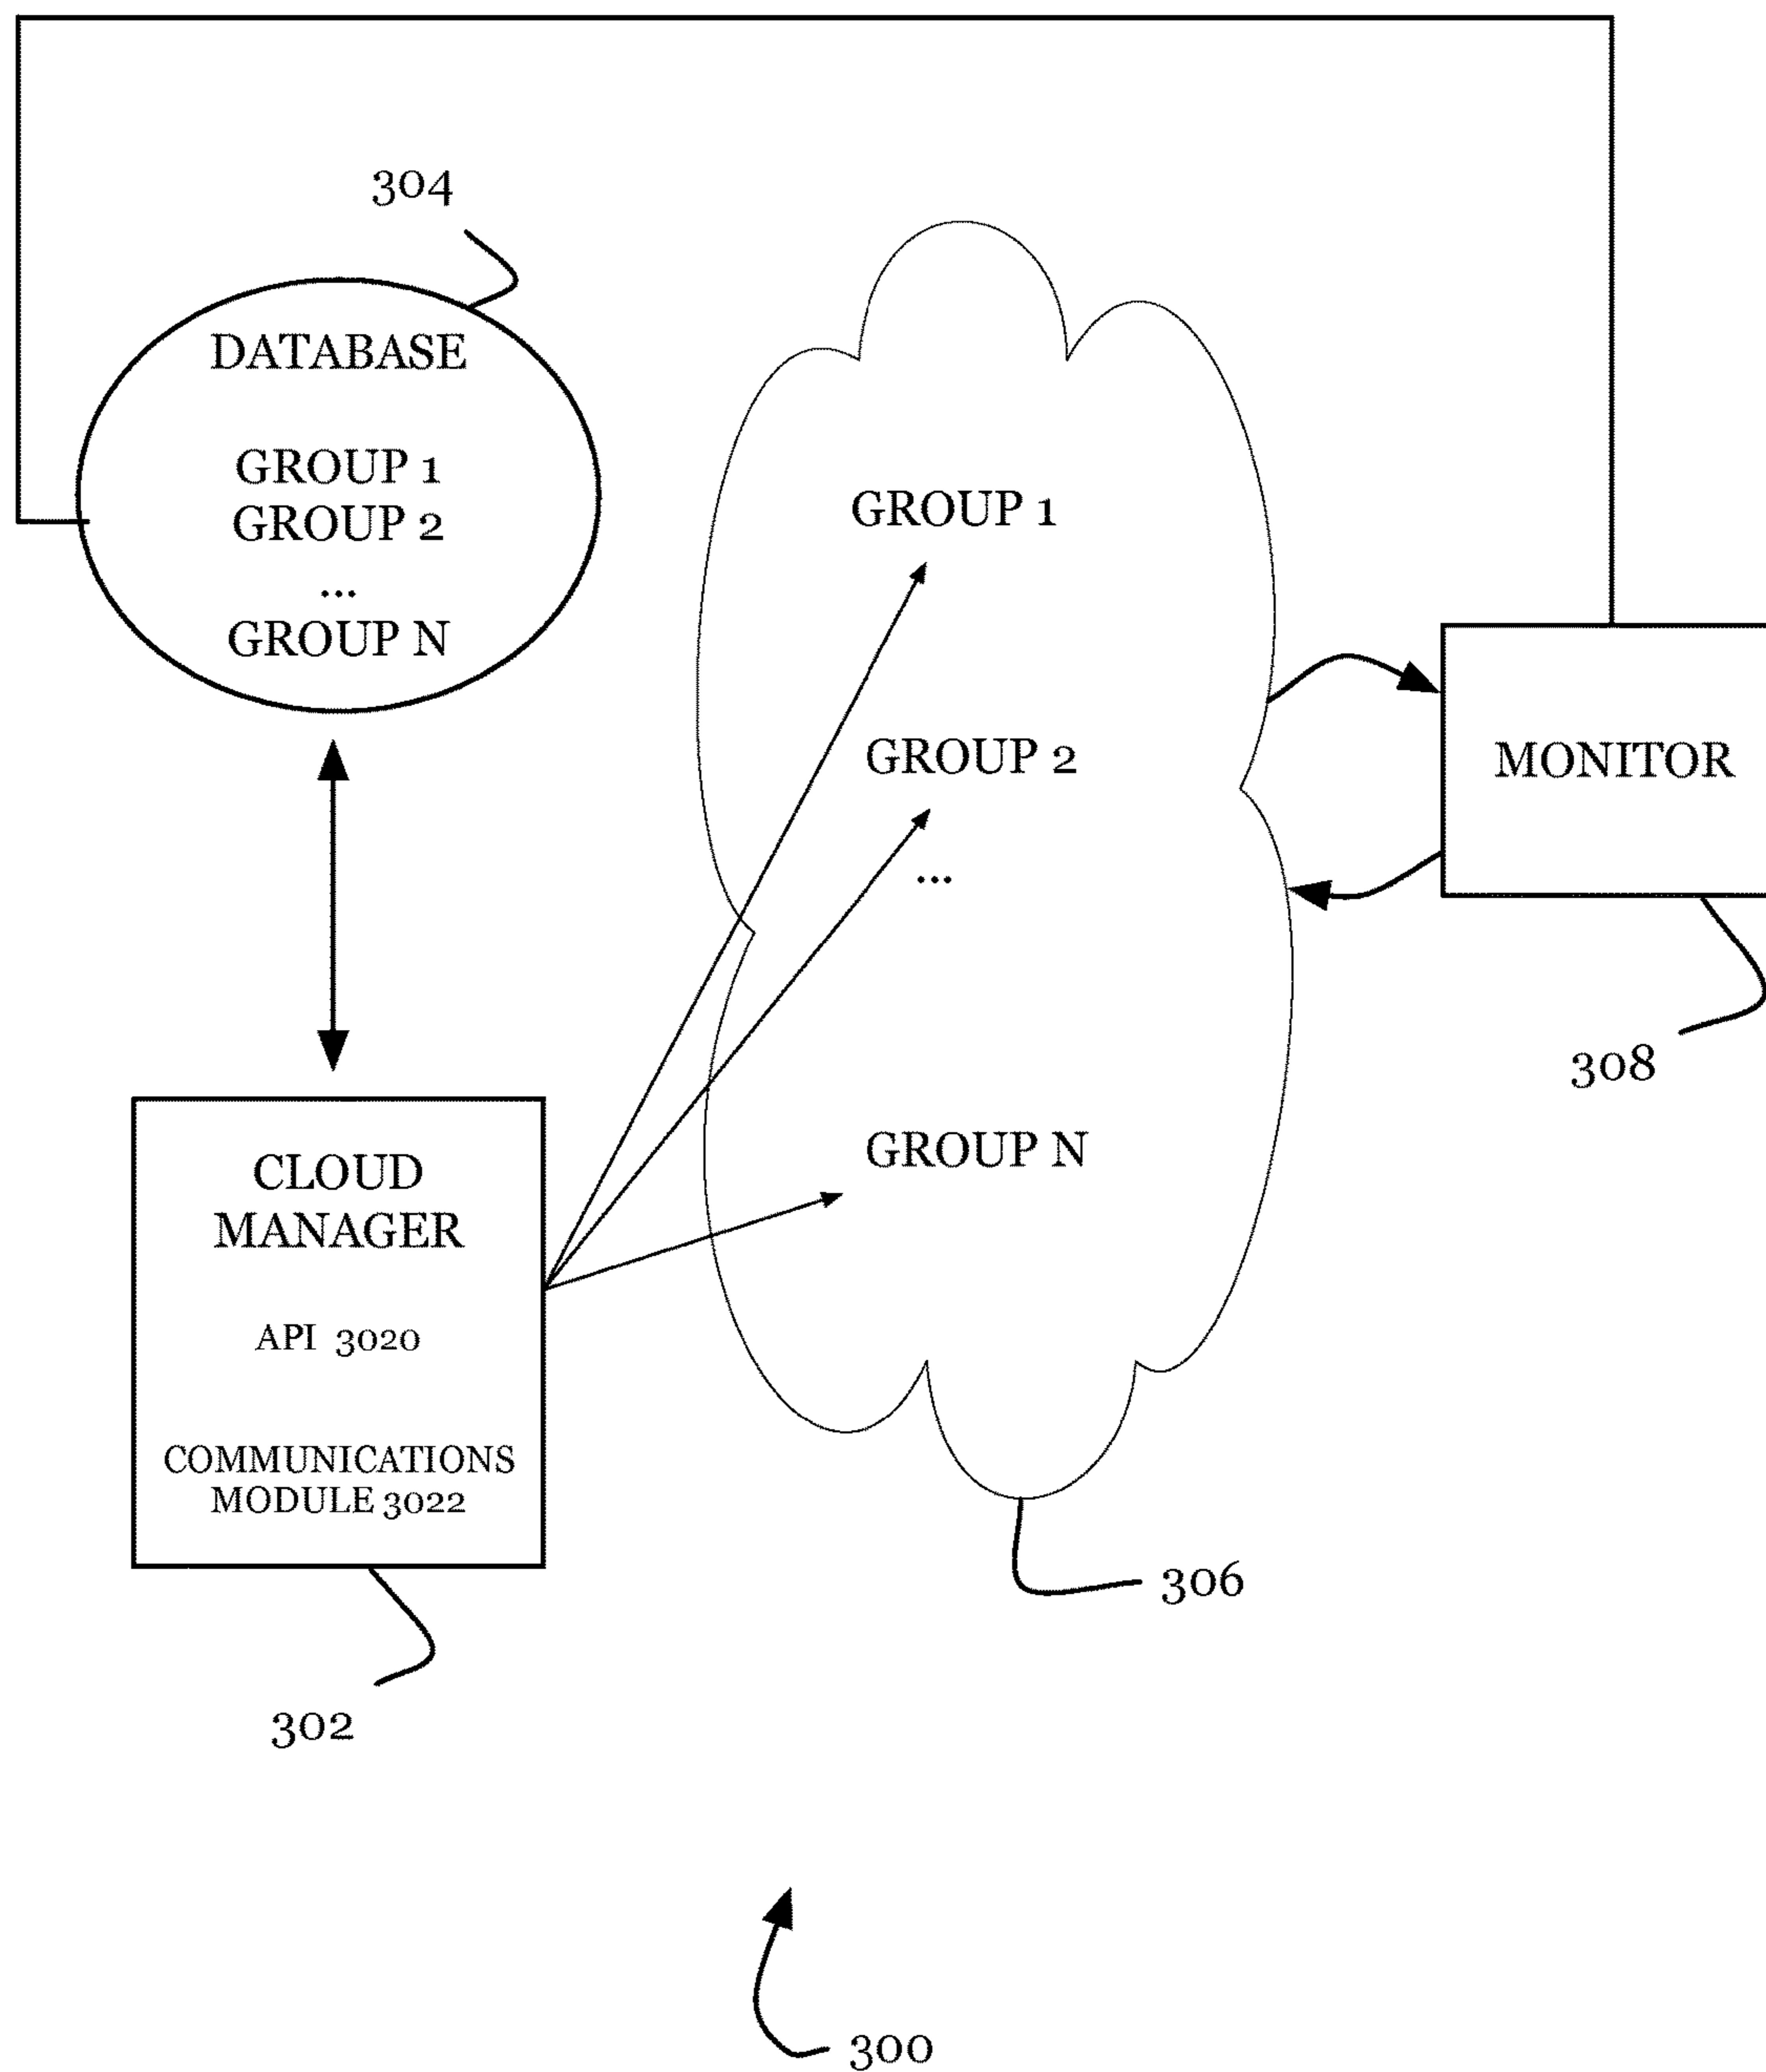 304
DATABASE
GROUP 1
GROUP 2
...
GROUP N
GROUP 1
GROUP 2
...
GROUP N
MONITOR
308
CLOUD
MANAGER
API 3020
COMMUNICATIONS
MODULE 3022
306
302
300